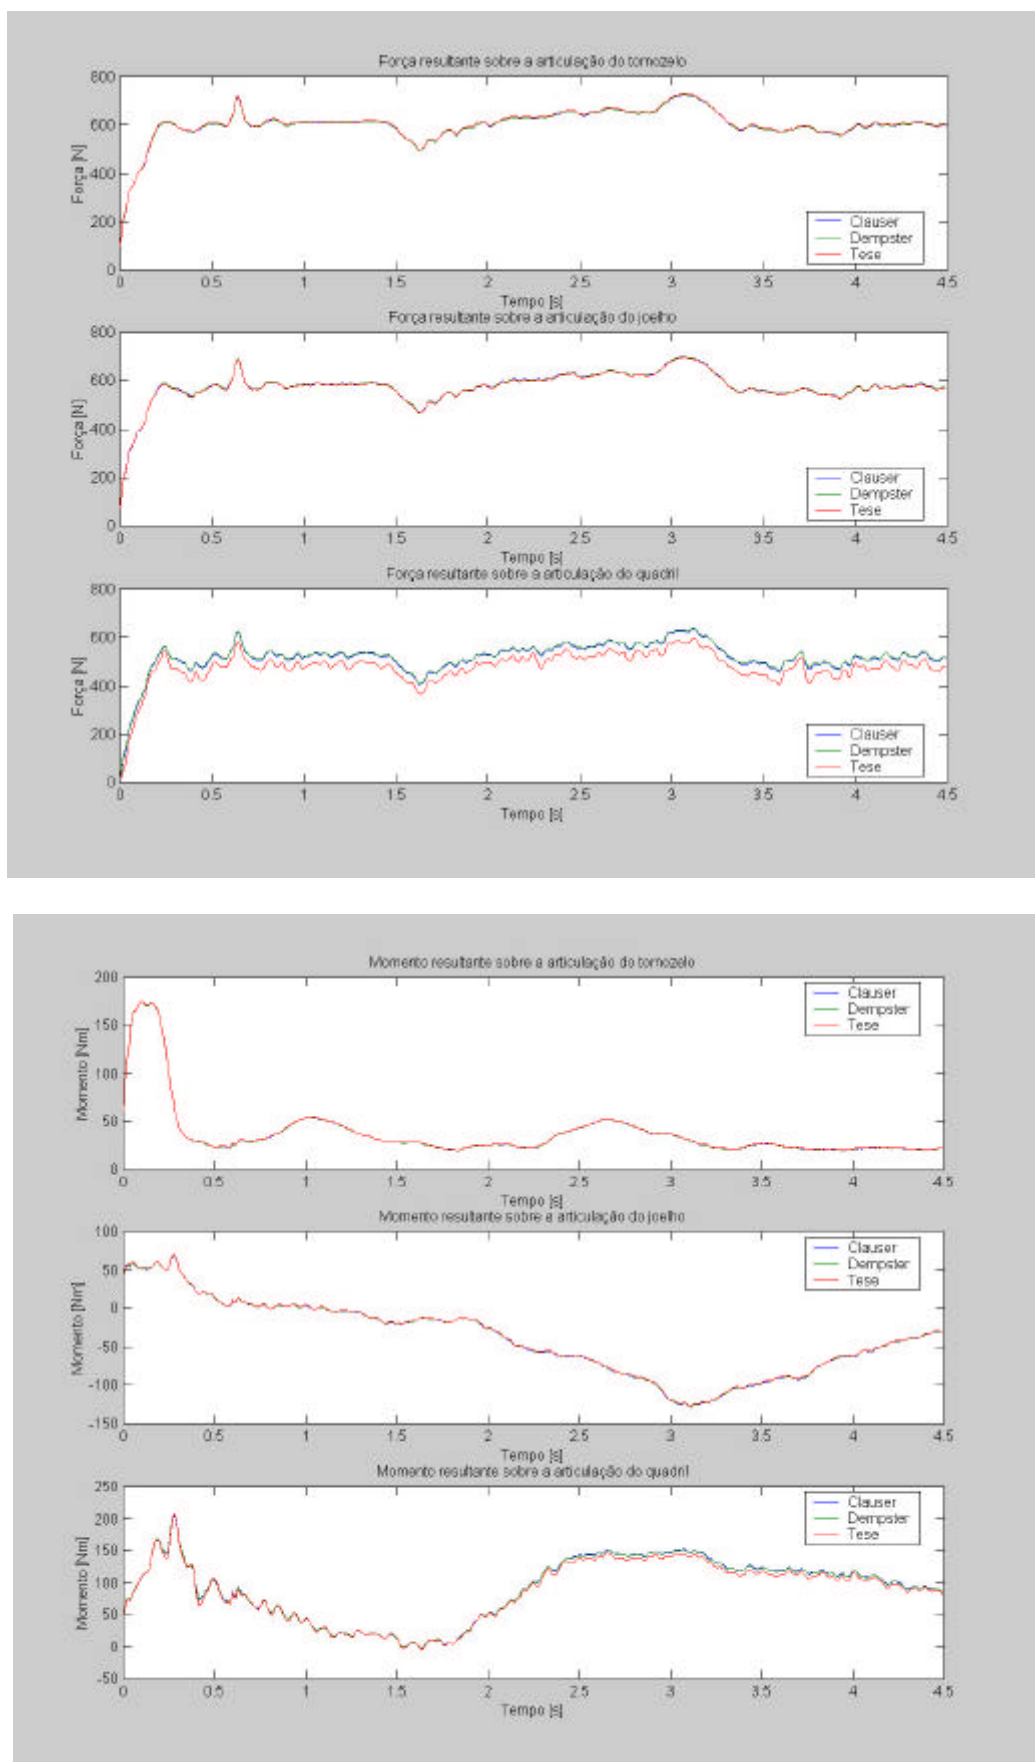 Força resultante sobre a articulação do tornozelo
800
600
400
200
0
Força [N]
Clauser
Dempster
Tese
0 0.5 1 1.5 2 2.5 3 3.5 4 4.5
Tempo [s]
Força resultante sobre a articulação do joelho
800
600
400
200
0
Força [N]
Clauser
Dempster
Tese
0 0.5 1 1.5 2 2.5 3 3.5 4 4.5
Tempo [s]
Força resultante sobre a articulação do quadril
800
600
400
200
0
Força [N]
Clauser
Dempster
Tese
0 0.5 1 1.5 2 2.5 3 3.5 4 4.5
Tempo [s]
Momento resultante sobre a articulação do tornozelo
200
150
100
50
0
Momento [Nm]
Clauser
Dempster
Tese
0 0.5 1 1.5 2 2.5 3 3.5 4 4.5
Tempo [s]
Momento resultante sobre a articulação do joelho
100
50
0
-50
-100
-150
Momento [Nm]
Clauser
Dempster
Tese
0 0.5 1 1.5 2 2.5 3 3.5 4 4.5
Tempo [s]
Momento resultante sobre a articulação do quadril
250
200
150
100
50
0
-50
Momento [Nm]
Clauser
Dempster
Tese
0 0.5 1 1.5 2 2.5 3 3.5 4 4.5
Tempo [s]